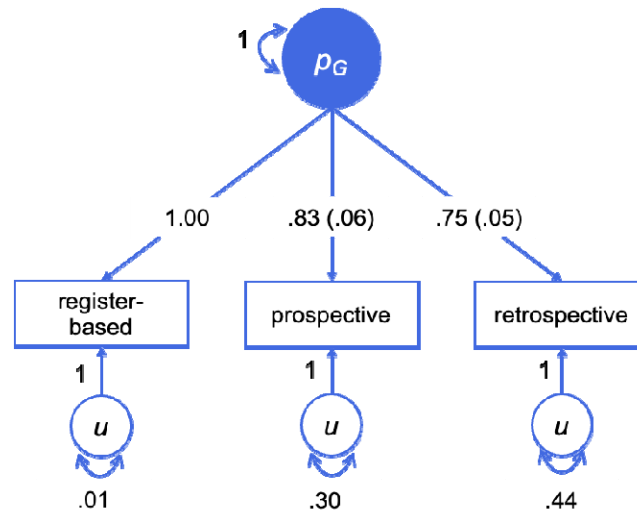 1
pG
1.00
.83 (.06)
.75 (.05)
register-
based
prospective
retrospective
1
1
1
u
u
u
.01
.30
.44